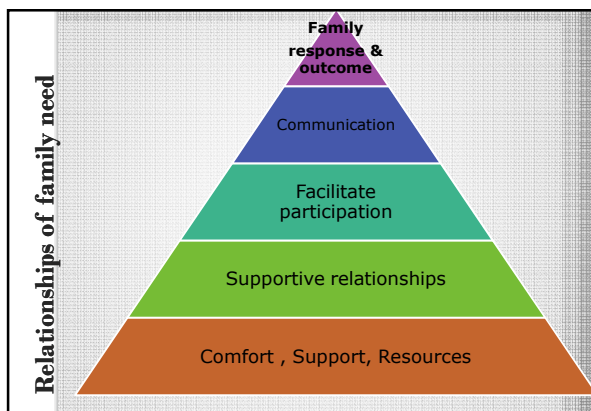 Relationships of family need
Family
response &
outcome
Communication
Facilitate
participation
Supportive relationships
Comfort , Support, Resources